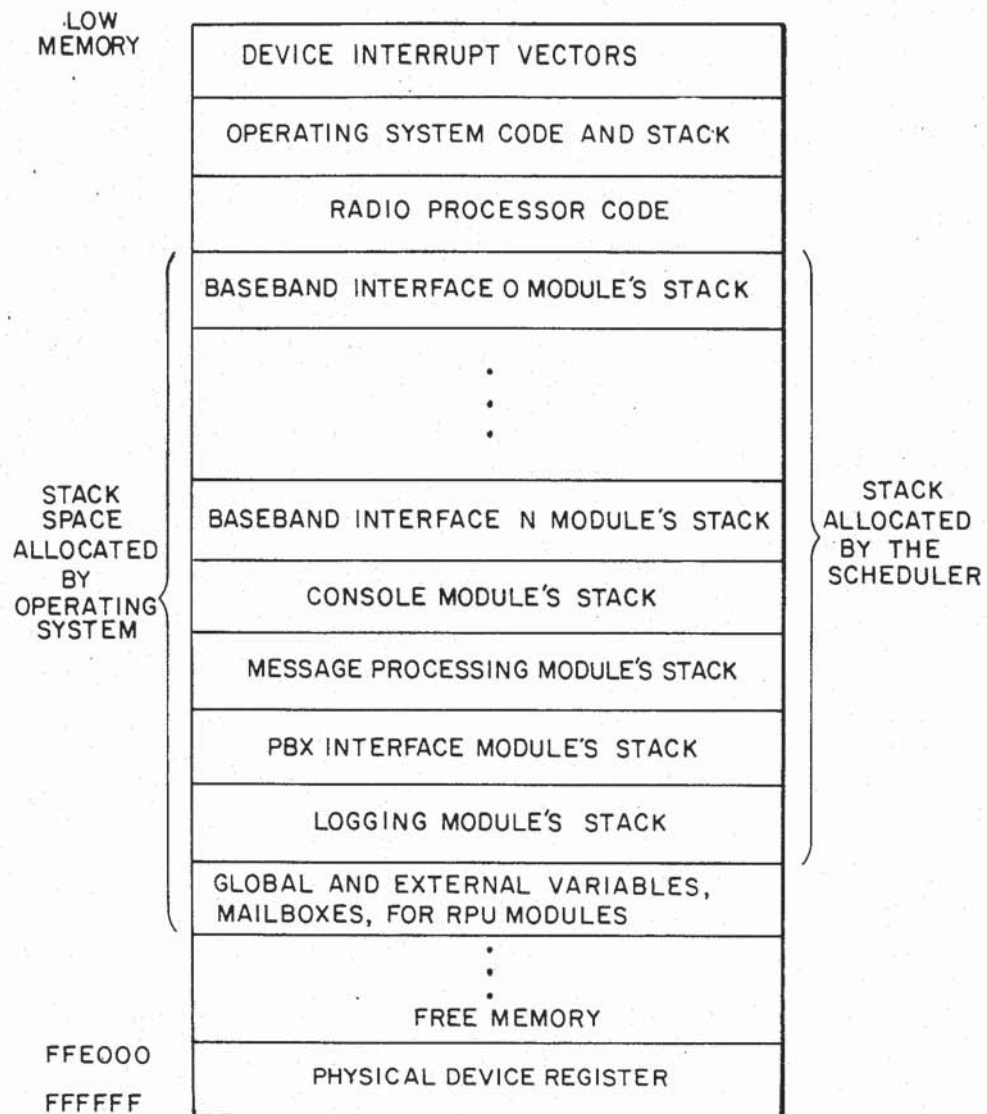 LOW
MEMORY
DEVICE INTERRUPT VECTORS
OPERATING SYSTEM CODE AND STACK
RADIO PROCESSOR CODE
BASEBAND INTERFACE 0 MODULE'S STACK
BASEBAND INTERFACE N MODULE'S STACK
CONSOLE MODULE'S STACK
MESSAGE PROCESSING MODULE'S STACK
PBX INTERFACE MODULE'S STACK
LOGGING MODULE'S STACK
GLOBAL AND EXTERNAL VARIABLES,
MAILBOXES, FOR RPU MODULES
FREE MEMORY
PHYSICAL DEVICE REGISTER
STACK
SPACE
ALLOCATED
BY
OPERATING
SYSTEM
STACK
ALLOCATED
BY THE
SCHEDULER
FFE000
FFFFFF